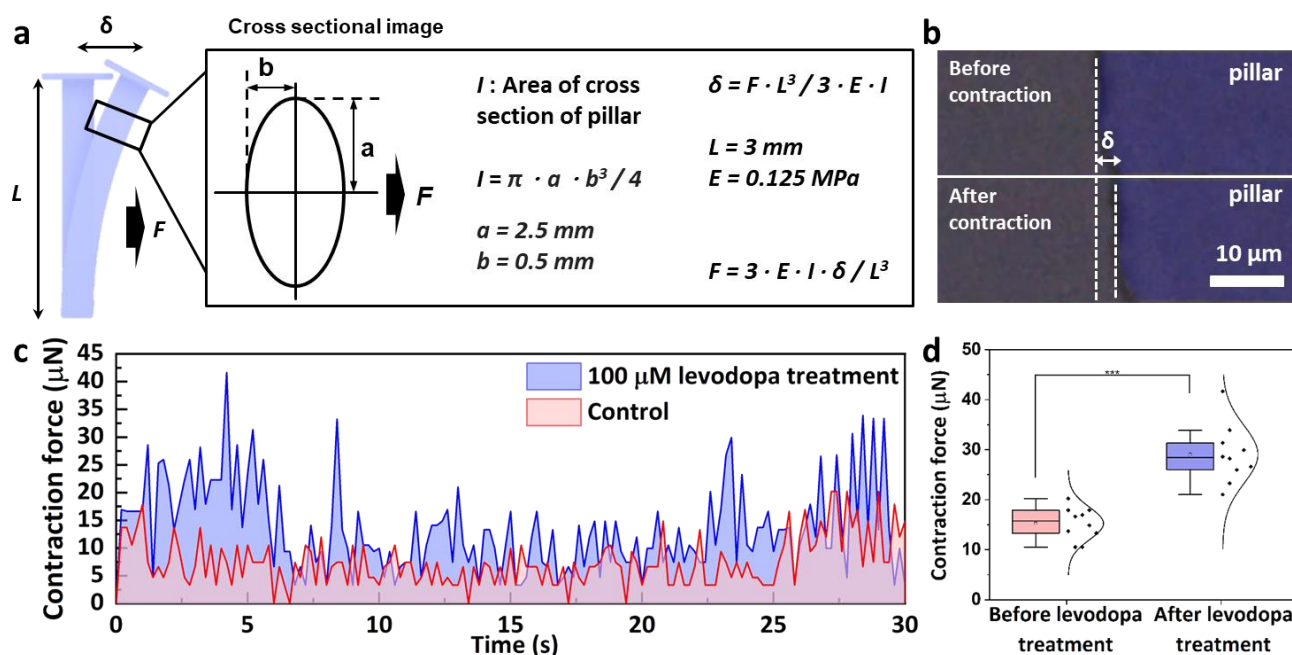 a
Cross sectional image
δ
L
F
b
a
F
I : Area of cross
section of pillar
I = π · a · b³ / 4
a = 2.5 mm
b = 0.5 mm
δ = F · L³ / 3 · E · I
L = 3 mm
E = 0.125 MPa
F = 3 · E · I · δ / L³
b
Before
contraction
pillar
δ
After
contraction
pillar
10 μm
c
Contraction force (μN)
45
40
35
30
25
20
15
10
5
0
100 μM levodopa treatment
Control
0
5
10
15
20
25
30
Time (s)
d
Contraction force (μN)
50
40
30
20
10
0
***
Before levodopa
treatment
After levodopa
treatment